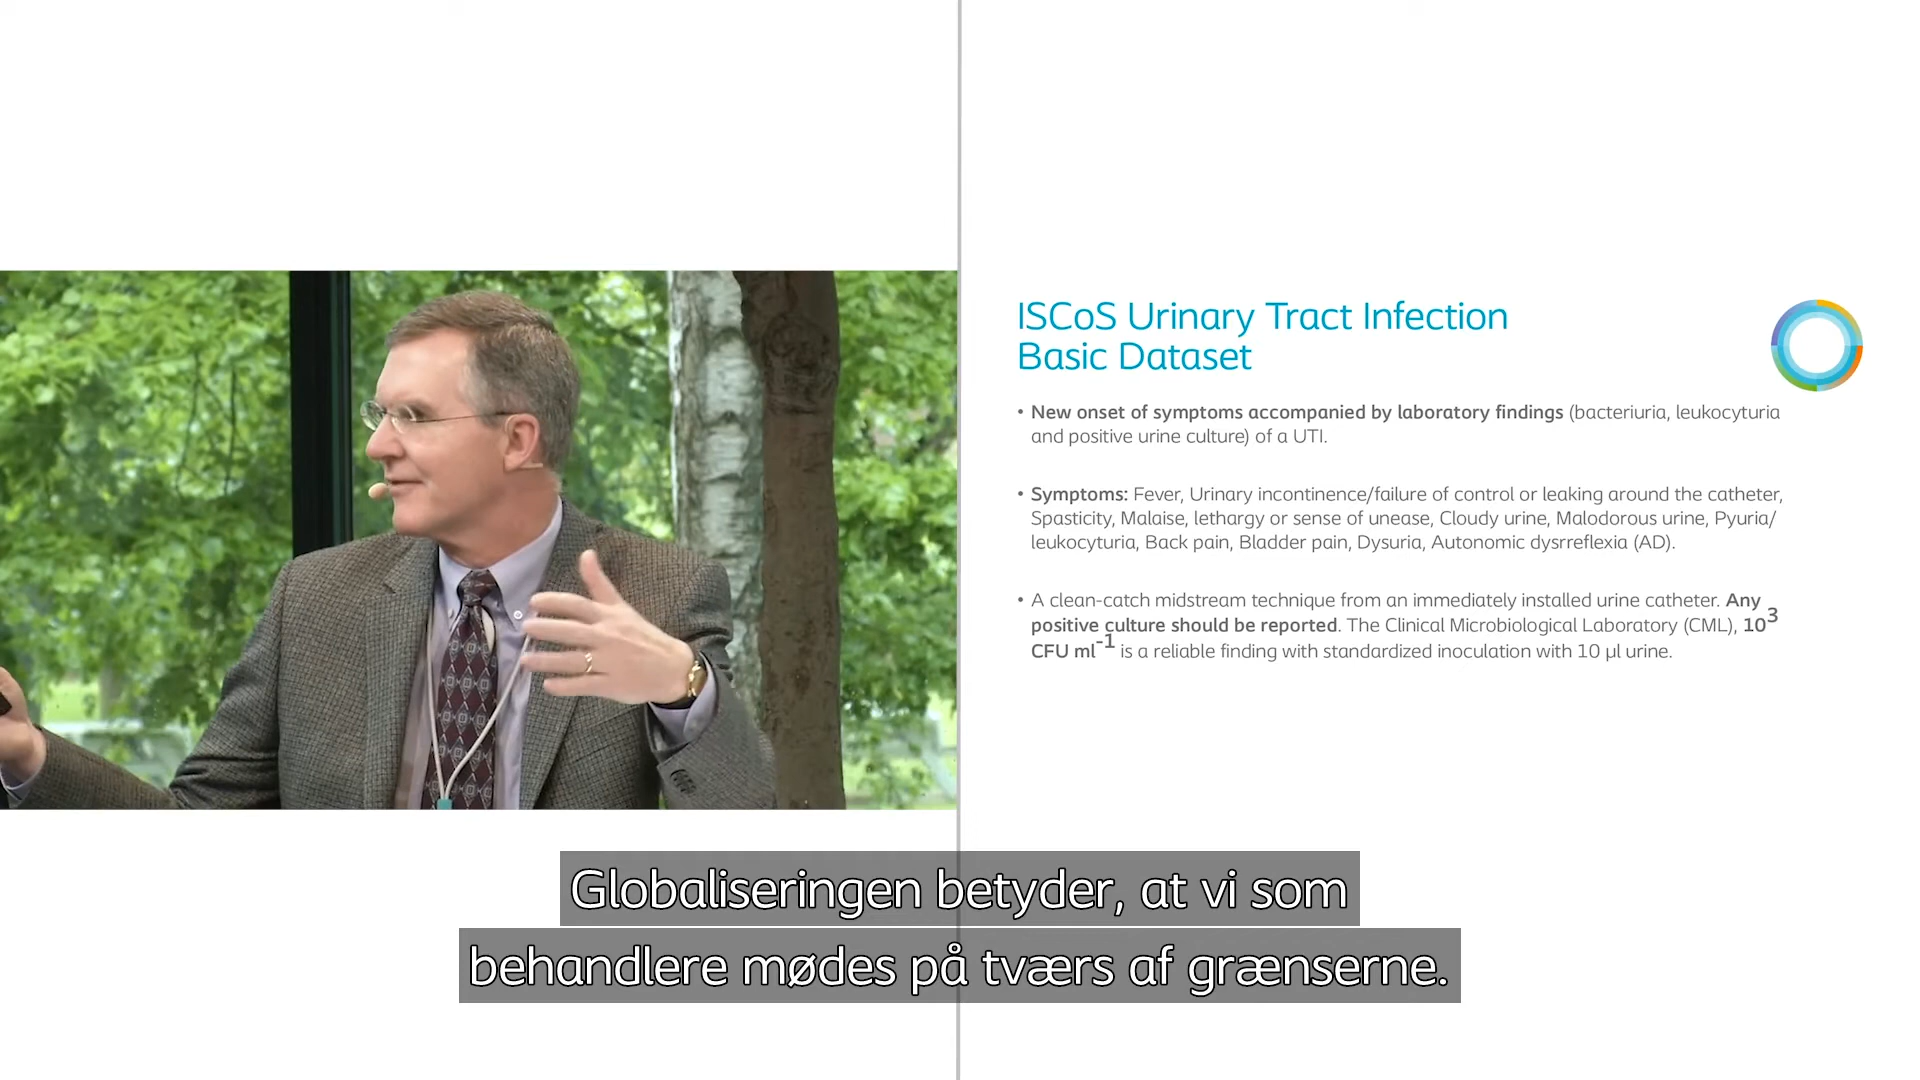 ISCoS Urinary Tract Infection
Basic Dataset
• New onset of symptoms accompanied by laboratory findings (bacteriuria, leukocyturia
and positive urine culture) of a UTI.
• Symptoms: Fever, Urinary incontinence/failure of control or leaking around the catheter,
Spasticity, Malaise, lethargy or sense of unease, Cloudy urine, Malodorous urine, Pyuria/
leukocyturia, Back pain, Bladder pain, Dysuria, Autonomic dysrreflexia (AD).
• A clean-catch midstream technique from an immediately installed urine catheter. Any
positive culture should be reported. The Clinical Microbiological Laboratory (CML), 10³
CFU ml⁻¹ is a reliable finding with standardized inoculation with 10 µl urine.
Globaliseringen betyder, at vi som
behandlere mødes på tværs af grænserne.